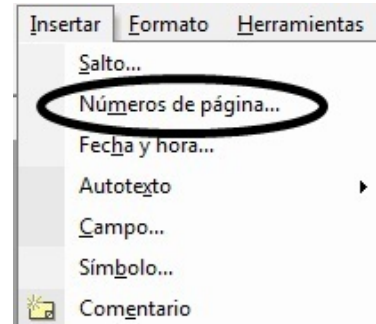 Insertar Formato Herramientas
Salto...
Números de página...
Fecha y hora...
Autotexto
Campo...
Símbolo...
Comentario